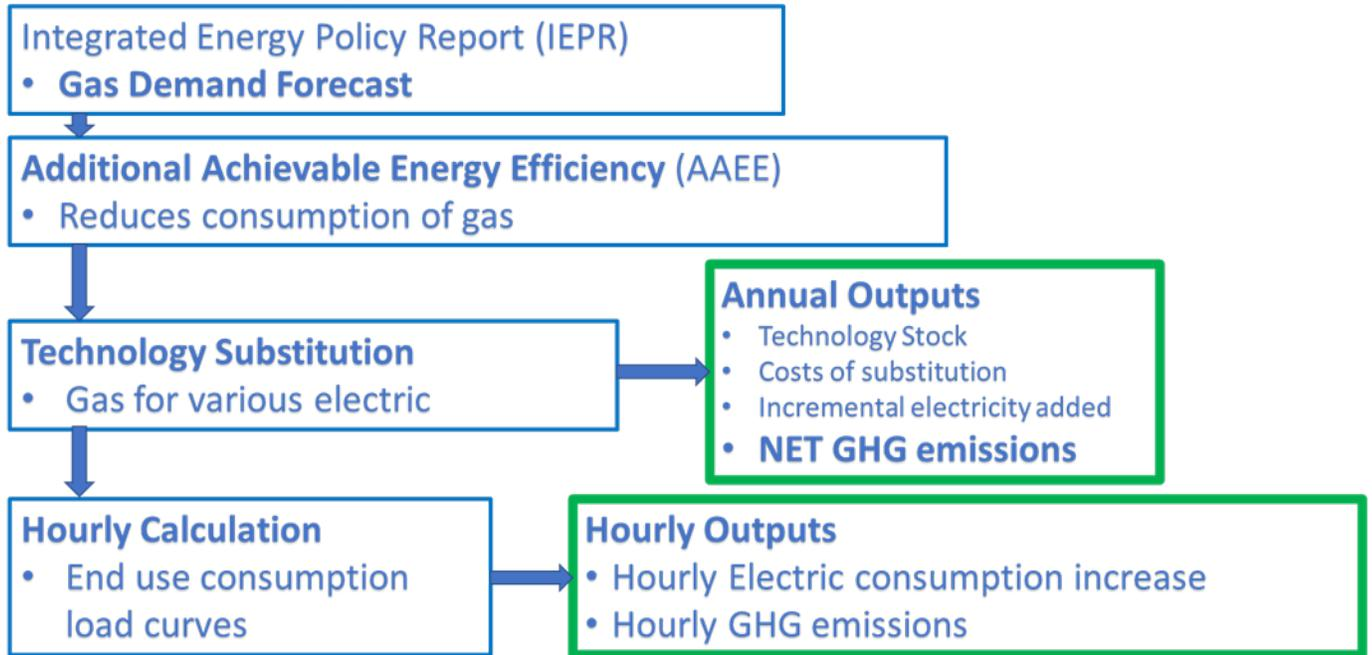 Integrated Energy Policy Report (IEPR)
• Gas Demand Forecast
Additional Achievable Energy Efficiency (AAEE)
• Reduces consumption of gas
Technology Substitution
• Gas for various electric
Annual Outputs
• Technology Stock
• Costs of substitution
• Incremental electricity added
• NET GHG emissions
Hourly Calculation
• End use consumption
load curves
Hourly Outputs
• Hourly Electric consumption increase
• Hourly GHG emissions